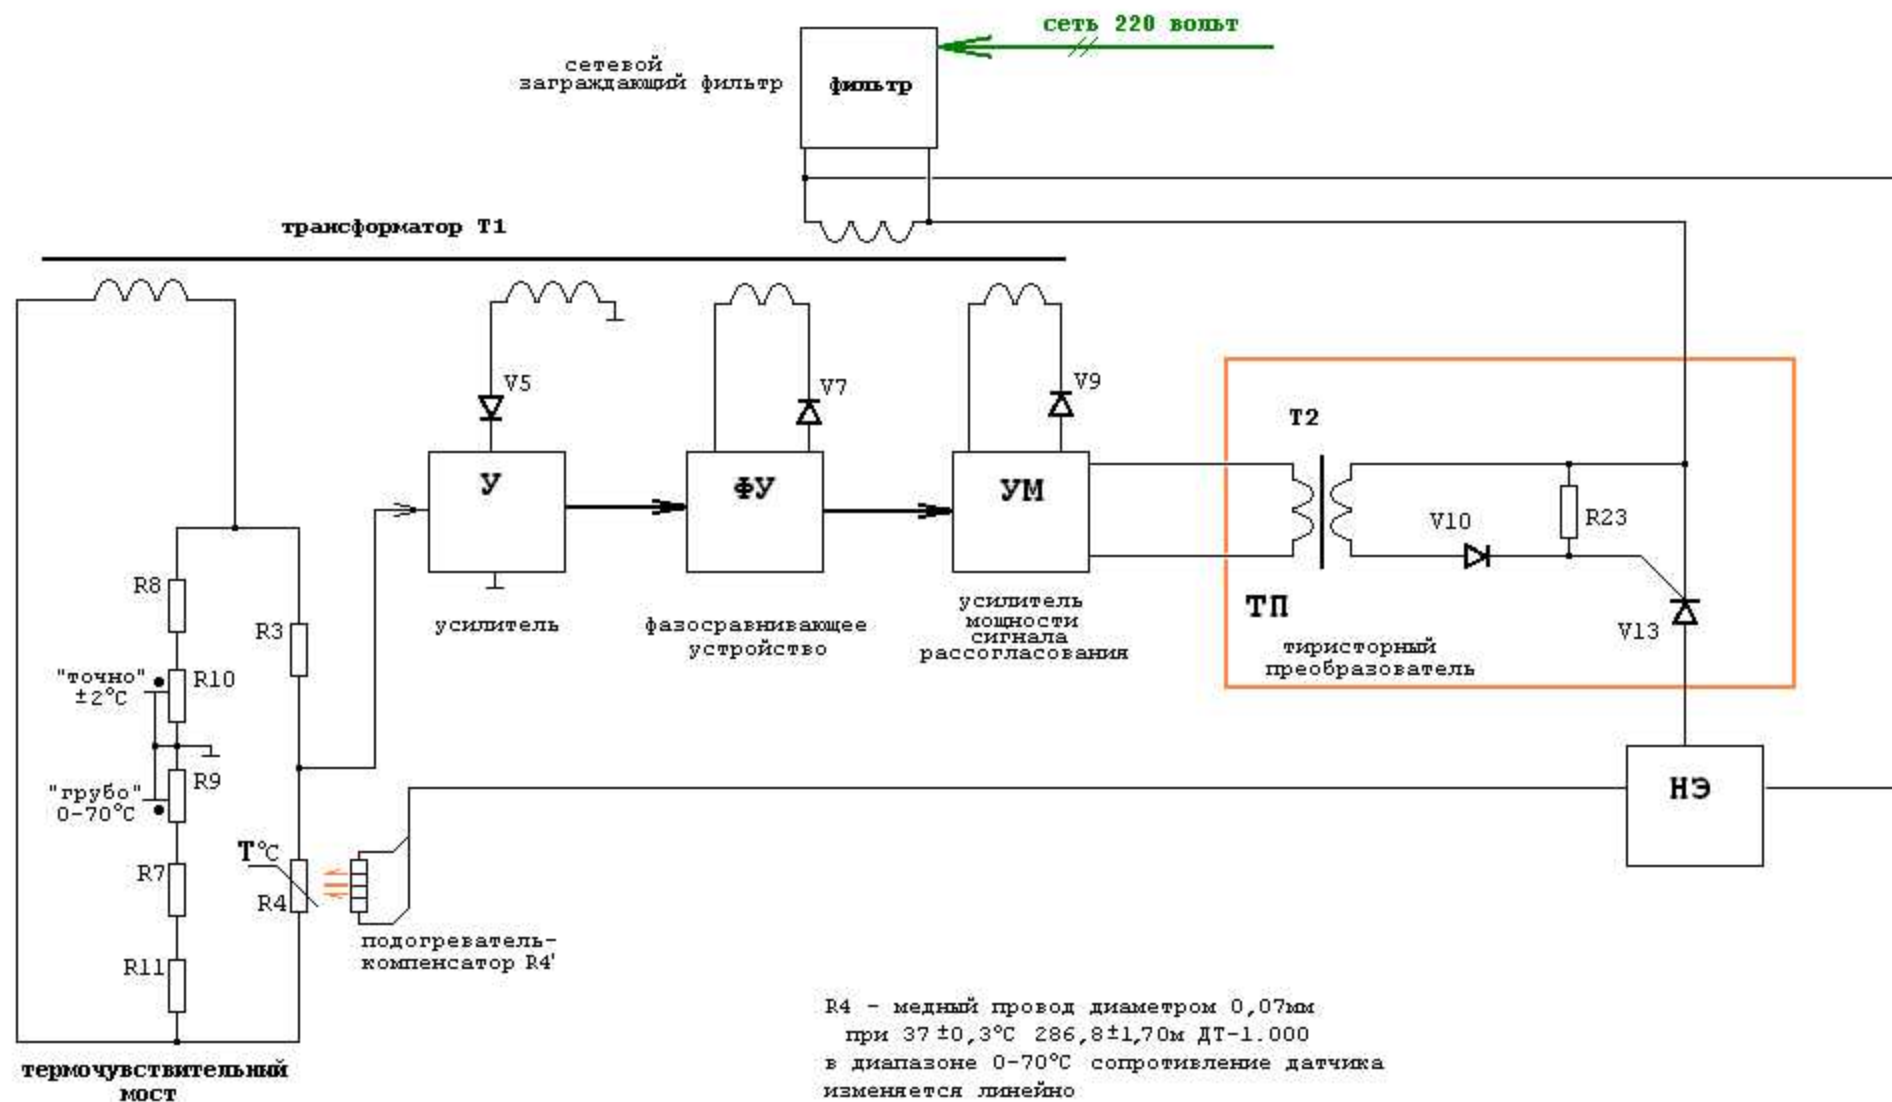 сеть 220 вольт
сетевой
заграждающий фильтр
фильтр
трансформатор Т1
V5
V7
V9
Т2
У
ФУ
УМ
V10
R23
R8
R3
усилитель
фазосравнивающее
устройство
усилитель
мощности
сигнала
рассогласования
ТП
V13
тиристорный
преобразователь
"точно"
±2°С
R10
R9
"грубо"
0-70°С
НЭ
Т°С
R7
R4
подогреватель-
компенсатор R4'
R11
R4 - медный провод диаметром 0,07мм
при 37±0,3°С 286,8±1,7Ом ДТ-1.000
в диапазоне 0-70°С сопротивление датчика
изменяется линейно
термочувствительный
мост